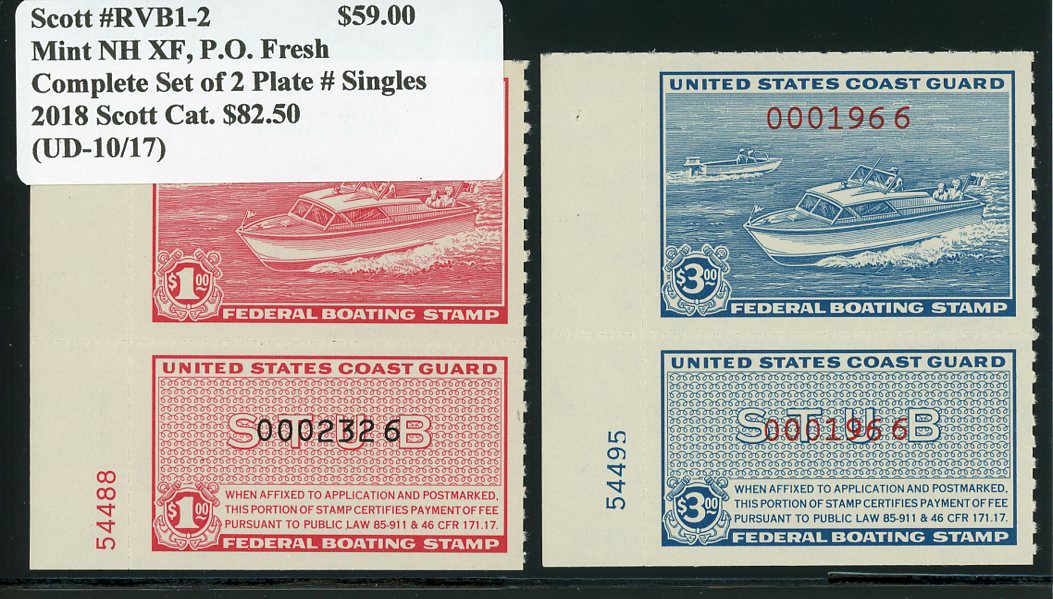 Scott #RVB1-2 $59.00
Mint NH XF, P.O. Fresh
Complete Set of 2 Plate # Singles
2018 Scott Cat. $82.50
(UD-10/17)
$1.00
FEDERAL BOATING STAMP
UNITED STATES COAST GUARD
STUB
0002326
WHEN AFFIXED TO APPLICATION AND POSTMARKED,
THIS PORTION OF STAMP CERTIFIES PAYMENT OF FEE
PURSUANT TO PUBLIC LAW 85-911 & 46 CFR 171.17.
$1.00
FEDERAL BOATING STAMP
54488
UNITED STATES COAST GUARD
0001966
$3.00
FEDERAL BOATING STAMP
UNITED STATES COAST GUARD
STUB
0001966
WHEN AFFIXED TO APPLICATION AND POSTMARKED,
THIS PORTION OF STAMP CERTIFIES PAYMENT OF FEE
PURSUANT TO PUBLIC LAW 85-911 & 46 CFR 171.17.
$3.00
FEDERAL BOATING STAMP
54495